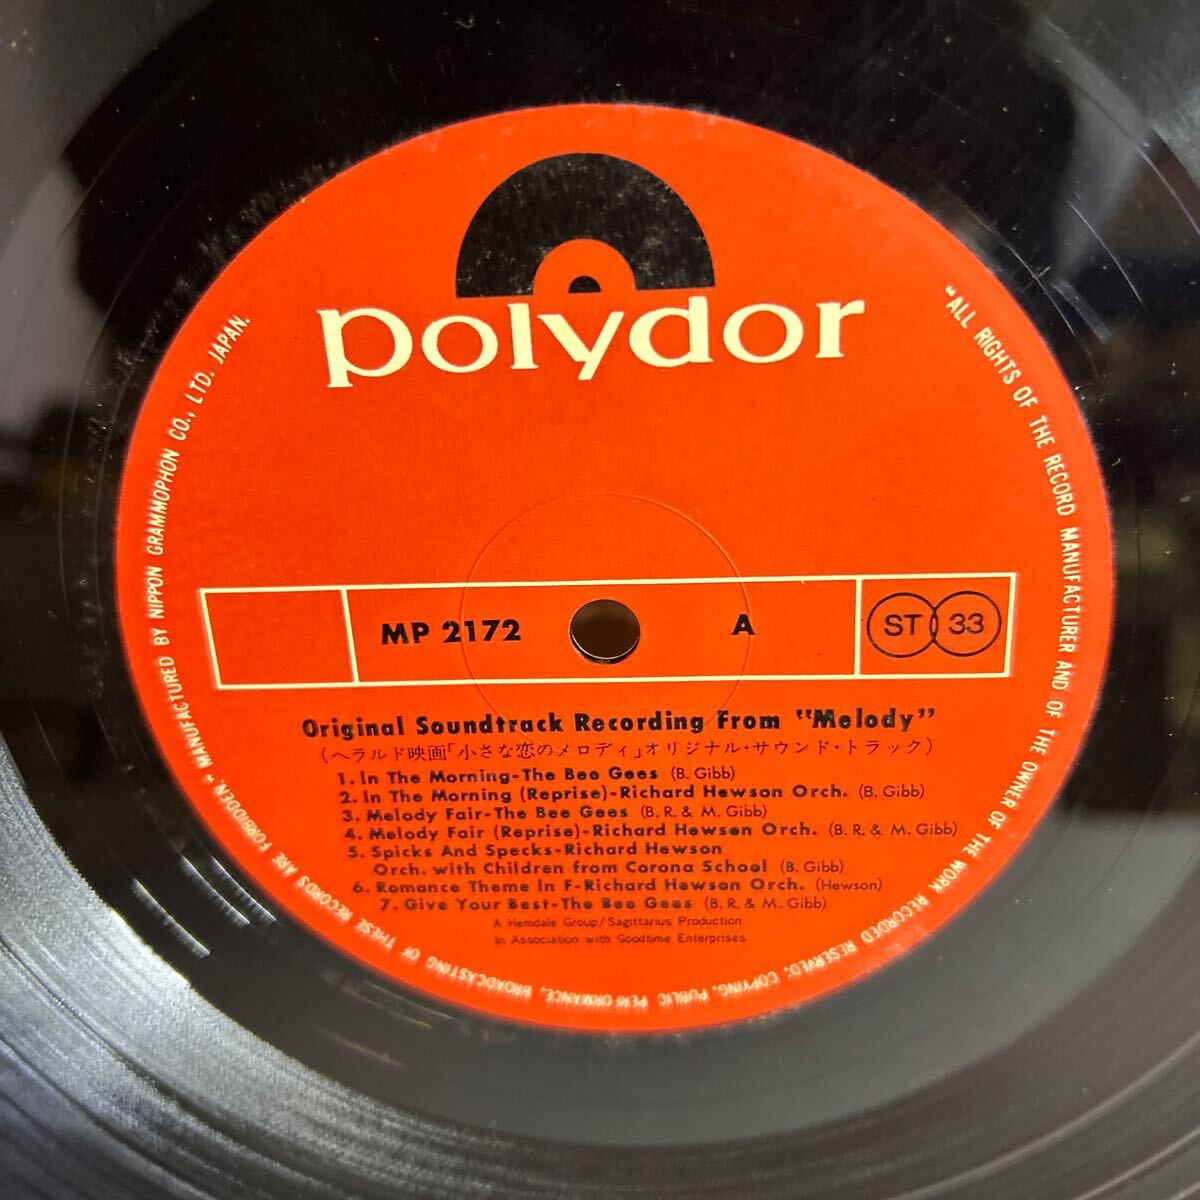 polydor
MP 2172
A
ST 33
Original Soundtrack Recording From "Melody"
(ヘラルド映画「小さな恋のメロディ」オリジナル・サウンド・トラック)
1. In The Morning-The Bee Gees (B. Gibb)
2. In The Morning (Reprise)-Richard Hewson Orch. (B. Gibb)
3. Melody Fair-The Bee Gees (B. R. & M. Gibb)
4. Melody Fair (Reprise)-Richard Hewson Orch. (B. R. & M. Gibb)
5. Spicks And Specks-Richard Hewson
Orch. with Children from Corona School (B. Gibb)
6. Romance Theme In F-Richard Hewson Orch. (Hewson)
7. Give Your Best-The Bee Gees (B. R. & M. Gibb)
A Hemdale Group/Sagittarius Production
In Association with Goodtime Enterprises
"ALL RIGHTS OF THE RECORD MANUFACTURER AND OF THE OWNER OF THE WORK RECORDED RESERVED. COPYING, PUBLIC PERFORMANCE, BROADCASTING OF THESE RECORDS ARE FORBIDDEN." MANUFACTURED BY NIPPON GRAMMOPHON CO., LTD. JAPAN.